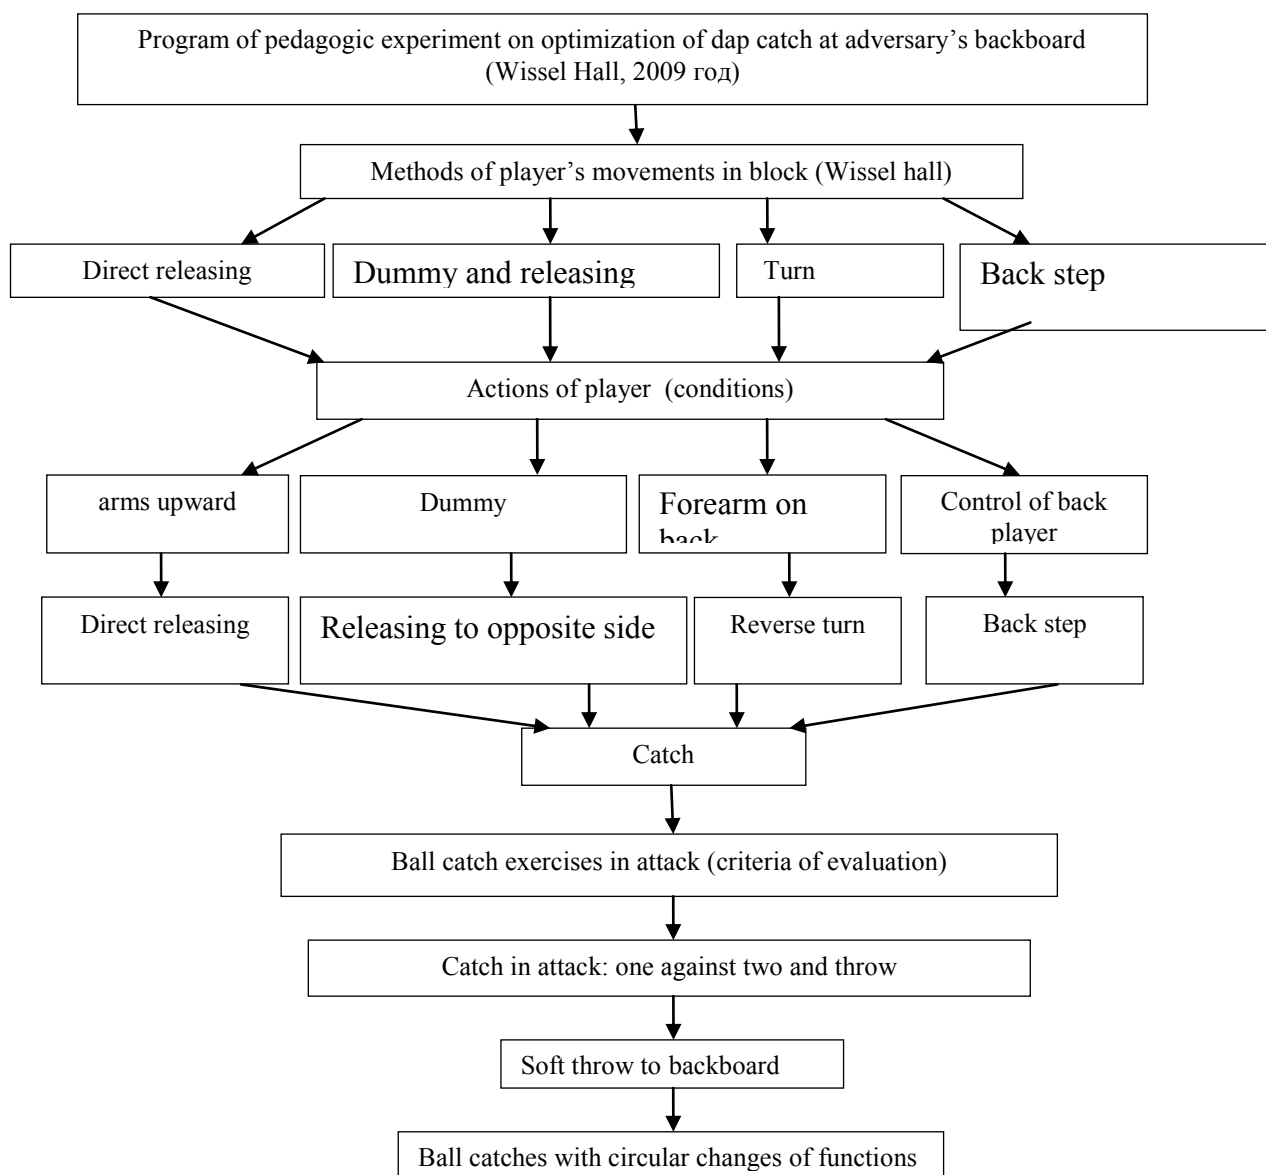 Program of pedagogic experiment on optimization of dap catch at adversary’s backboard
(Wissel Hall, 2009 год)
Methods of player’s movements in block (Wissel hall)
Direct releasing
Dummy and releasing
Turn
Back step
Actions of player (conditions)
arms upward
Dummy
Forearm on
back
Control of back
player
Direct releasing
Releasing to opposite side
Reverse turn
Back step
Catch
Ball catch exercises in attack (criteria of evaluation)
Catch in attack: one against two and throw
Soft throw to backboard
Ball catches with circular changes of functions